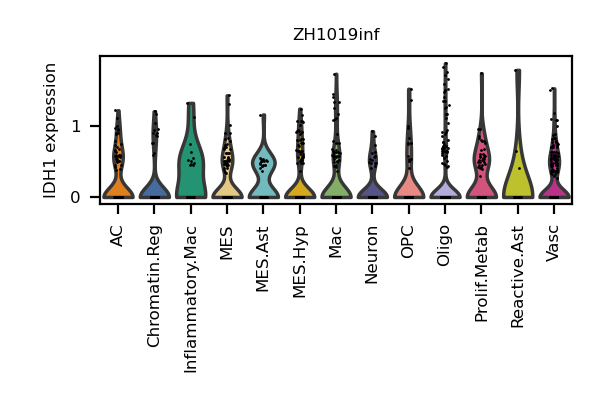 ZH1019inf
IDH1 expression
1
0
AC
Chromatin.Reg
Inflammatory.Mac
MES
MES.Ast
MES.Hyp
Mac
Neuron
OPC
Oligo
Prolif.Metab
Reactive.Ast
Vasc